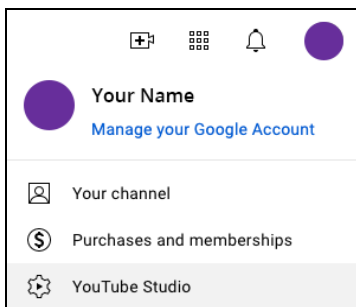 Your Name
Manage your Google Account
Your channel
Purchases and memberships
YouTube Studio